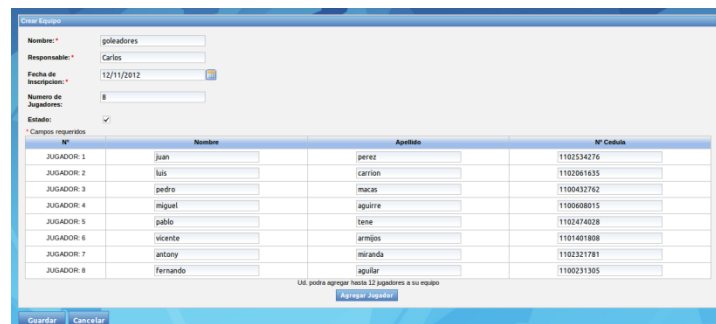 Crear Equipo
Nombre: * goleadores
Responsable: * Carlos
Fecha de
Inscripcion: * 12/11/2012
Numero de
Jugadores: 8
Estado:
* Campos requeridos
Nº Nombre Apellido Nº Cedula
JUGADOR: 1 juan perez 1102534276
JUGADOR: 2 luis carrion 1102061635
JUGADOR: 3 pedro macas 1100432762
JUGADOR: 4 miguel aguirre 1100608015
JUGADOR: 5 pablo tene 1102474028
JUGADOR: 6 vicente armijos 1101401808
JUGADOR: 7 antony miranda 1102321781
JUGADOR: 8 fernando aguilar 1100231305
Ud. podra agregar hasta 12 jugadores a su equipo
Agregar Jugador
Guardar Cancelar